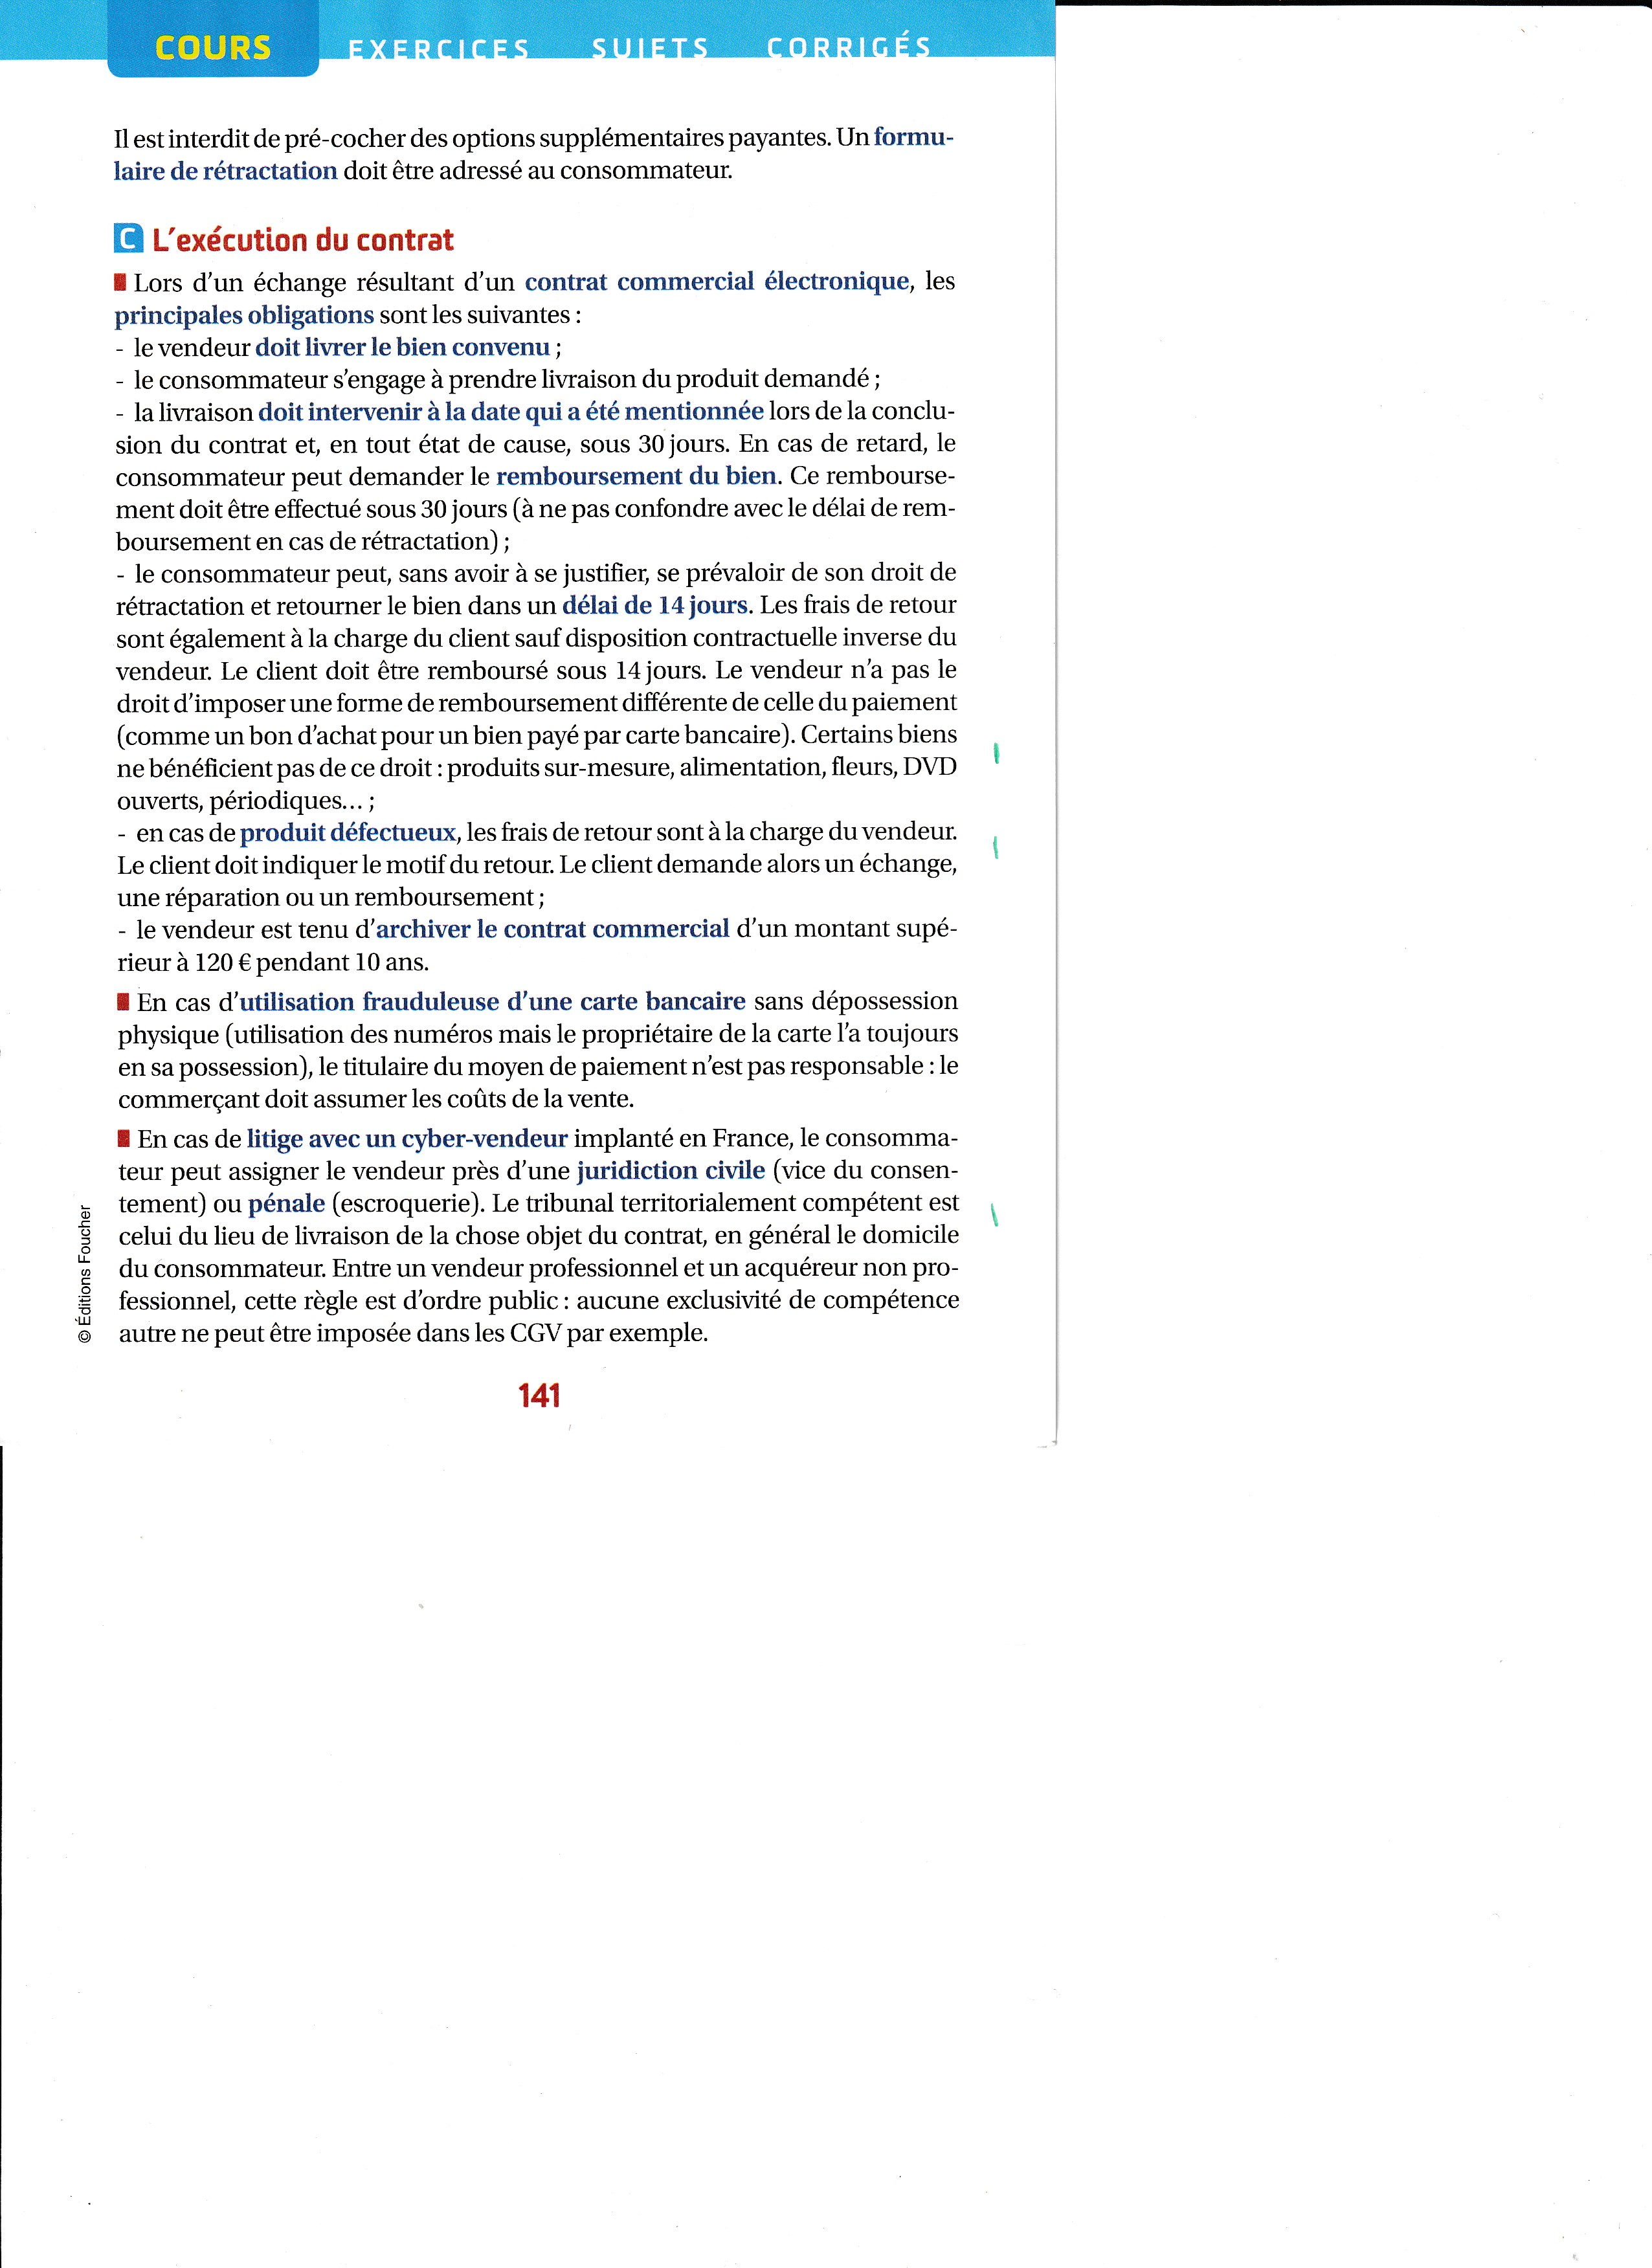 COURS EXERCICES SUJETS CORRIGÉS
Il est interdit de pré-cocher des options supplémentaires payantes. Un formu-
laire de rétractation doit être adressé au consommateur.
C L'exécution du contrat
Lors d'un échange résultant d'un contrat commercial électronique, les
principales obligations sont les suivantes :
- le vendeur doit livrer le bien convenu ;
- le consommateur s'engage à prendre livraison du produit demandé ;
- la livraison doit intervenir à la date qui a été mentionnée lors de la conclu-
sion du contrat et, en tout état de cause, sous 30 jours. En cas de retard, le
consommateur peut demander le remboursement du bien. Ce rembourse-
ment doit être effectué sous 30 jours (à ne pas confondre avec le délai de rem-
boursement en cas de rétractation) ;
- le consommateur peut, sans avoir à se justifier, se prévaloir de son droit de
rétractation et retourner le bien dans un délai de 14 jours. Les frais de retour
sont également à la charge du client sauf disposition contractuelle inverse du
vendeur. Le client doit être remboursé sous 14 jours. Le vendeur n'a pas le
droit d'imposer une forme de remboursement différente de celle du paiement
(comme un bon d'achat pour un bien payé par carte bancaire). Certains biens
ne bénéficient pas de ce droit : produits sur-mesure, alimentation, fleurs, DVD
ouverts, périodiques... ;
- en cas de produit défectueux, les frais de retour sont à la charge du vendeur.
Le client doit indiquer le motif du retour. Le client demande alors un échange,
une réparation ou un remboursement ;
- le vendeur est tenu d'archiver le contrat commercial d'un montant supé-
rieur à 120 € pendant 10 ans.
En cas d'utilisation frauduleuse d'une carte bancaire sans dépossession
physique (utilisation des numéros mais le propriétaire de la carte l'a toujours
en sa possession), le titulaire du moyen de paiement n'est pas responsable : le
commerçant doit assumer les coûts de la vente.
En cas de litige avec un cyber-vendeur implanté en France, le consomma-
teur peut assigner le vendeur près d'une juridiction civile (vice du consen-
tement) ou pénale (escroquerie). Le tribunal territorialement compétent est
celui du lieu de livraison de la chose objet du contrat, en général le domicile
du consommateur. Entre un vendeur professionnel et un acquéreur non pro-
fessionnel, cette règle est d'ordre public : aucune exclusivité de compétence
autre ne peut être imposée dans les CGV par exemple.
© Éditions Foucher
141